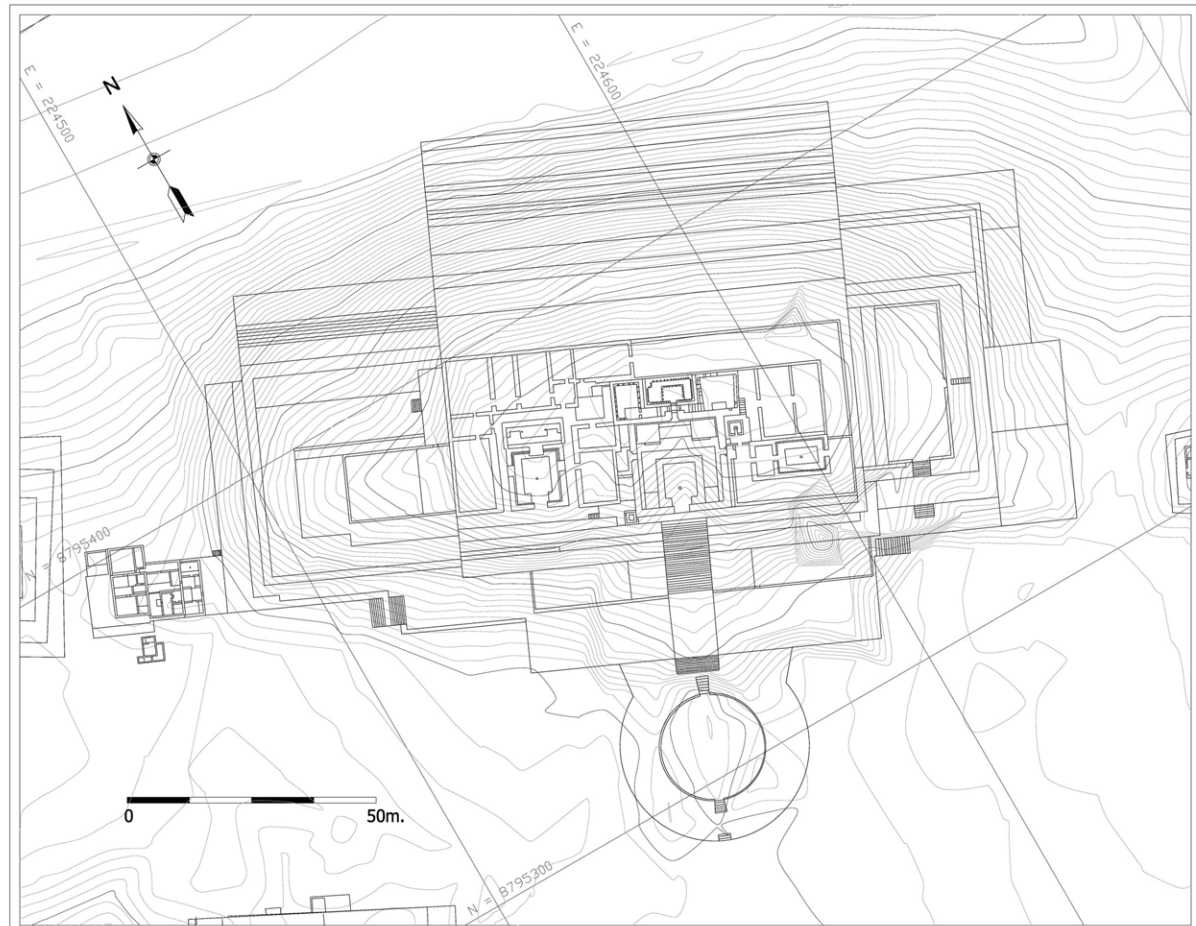 E = 224500
E = 224600
N
N = 8795400
0
50m.
N = 8795300